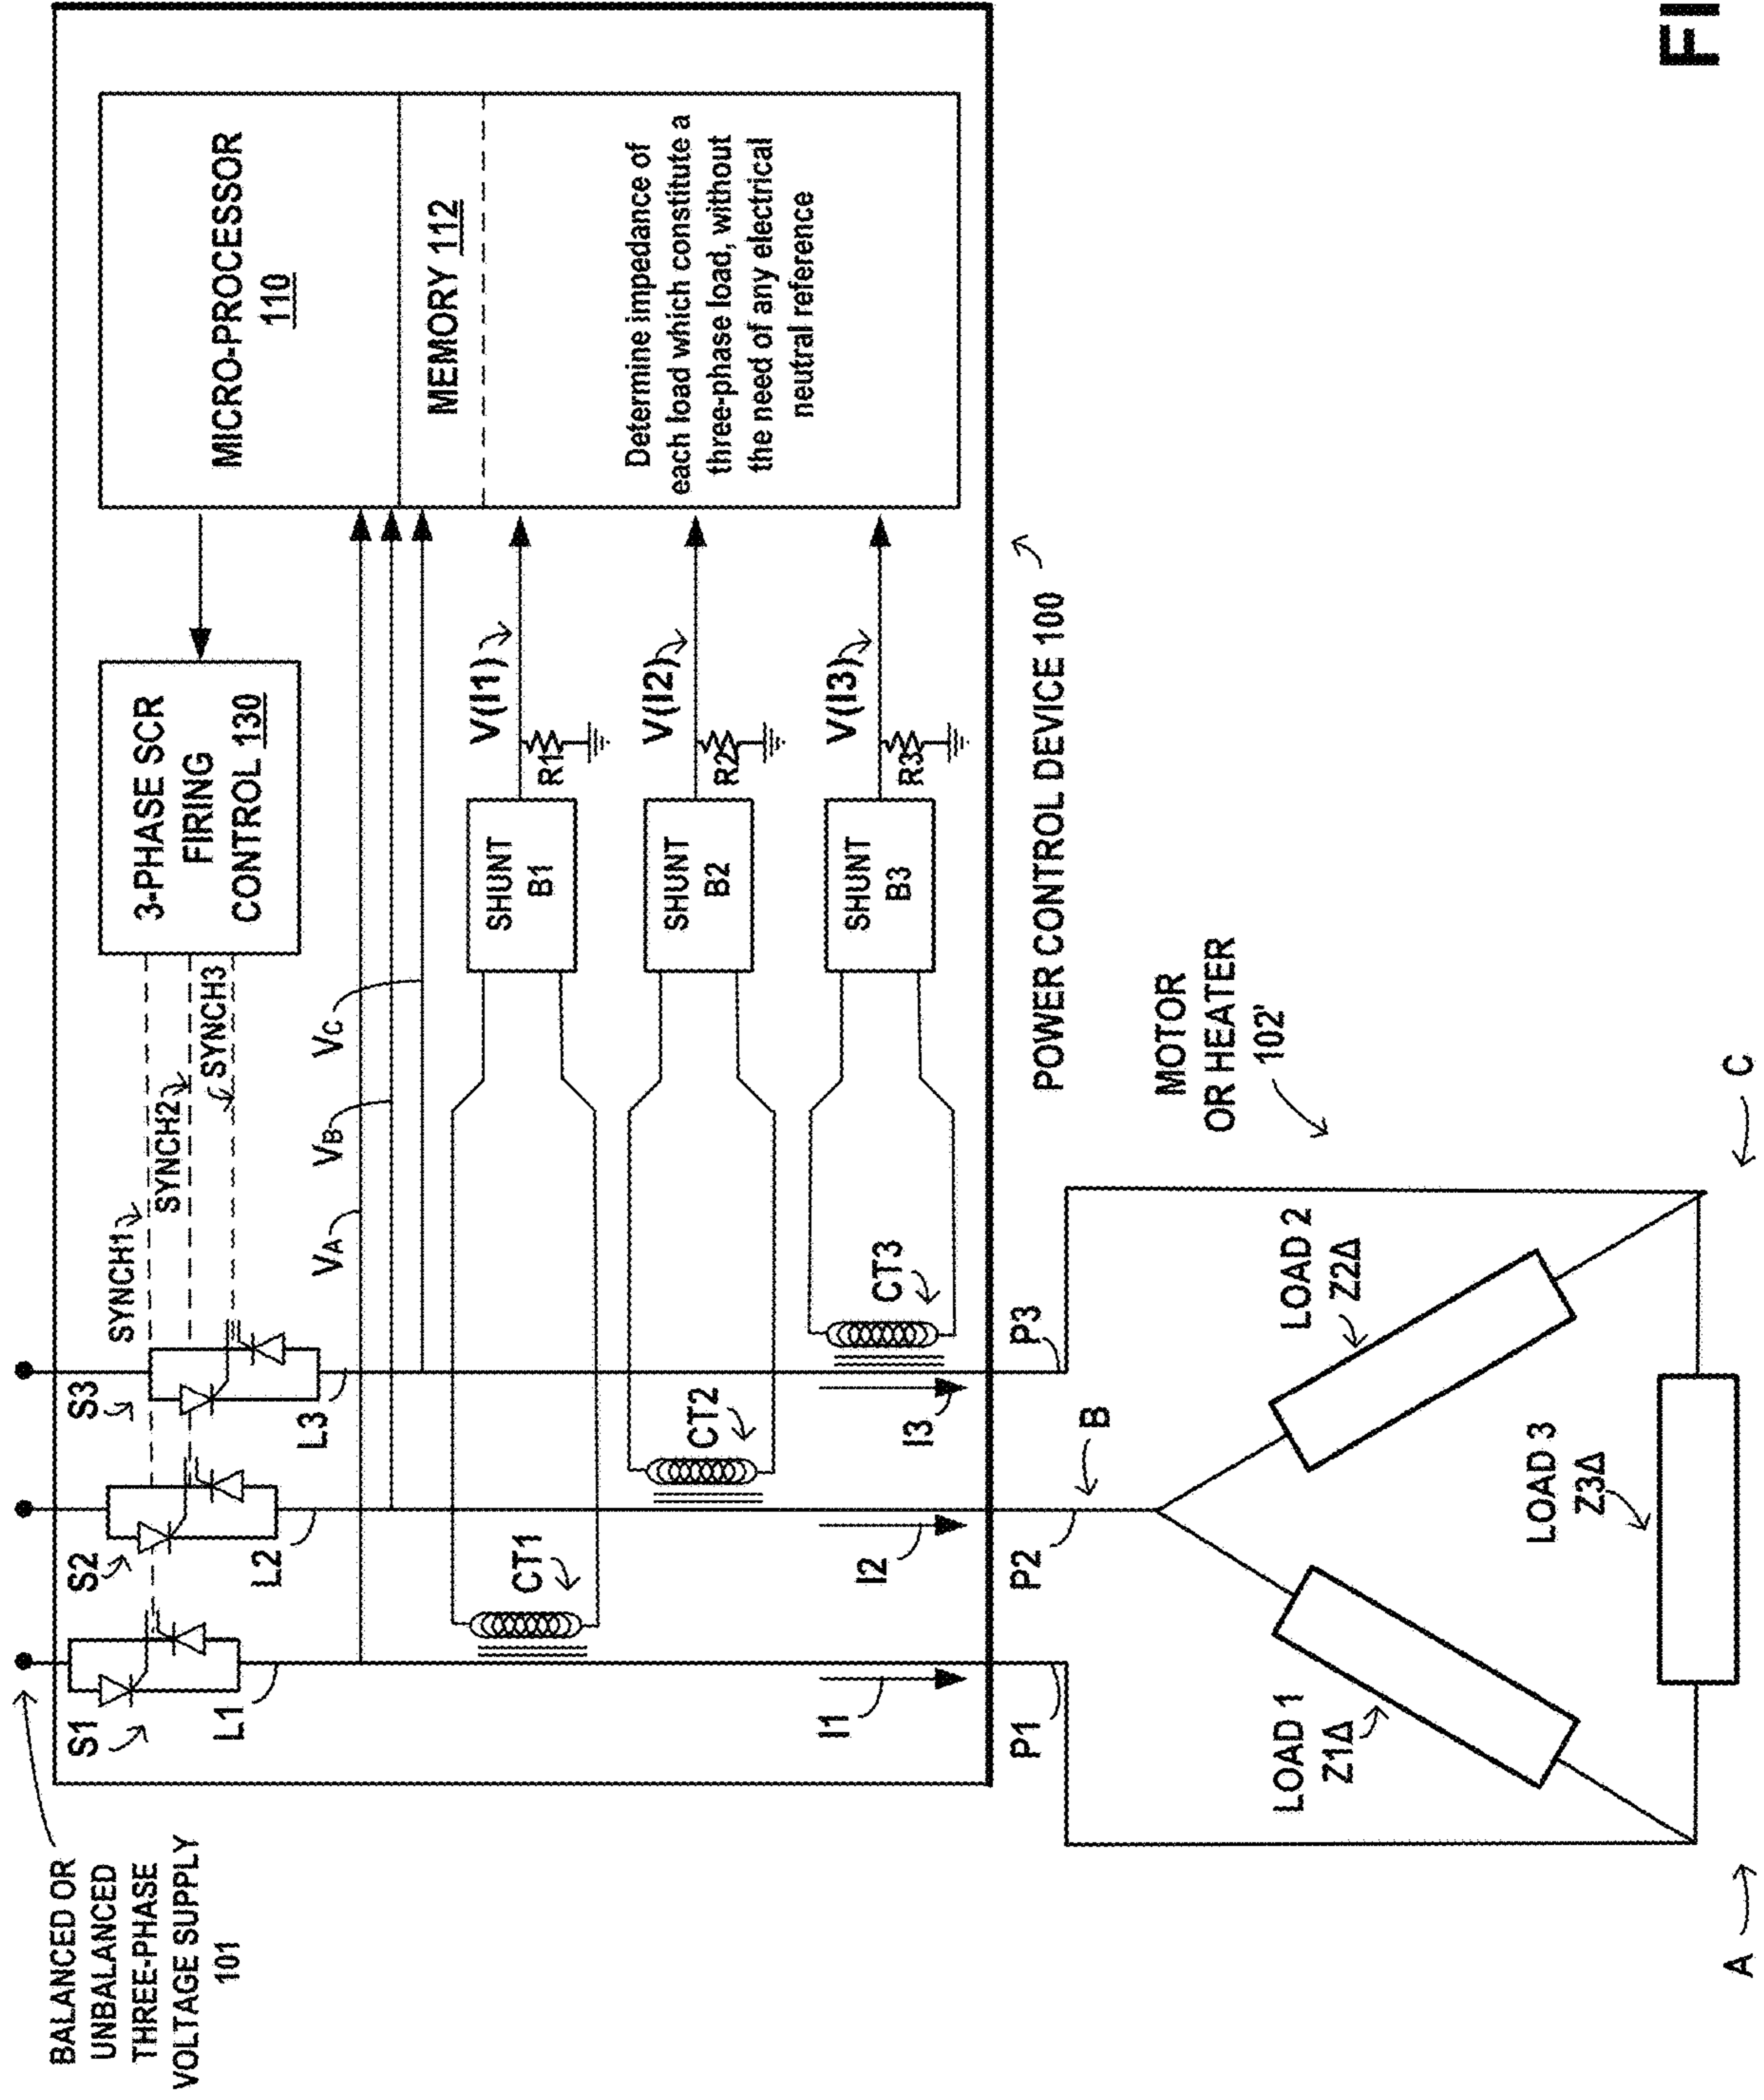 BALANCED OR
UNBALANCED
THREE-PHASE
VOLTAGE SUPPLY
101
S1
S2
S3
L1
L2
L3
SYNCH1
SYNCH2
SYNCH3
3-PHASE SCR
FIRING
CONTROL 130
MICRO-PROCESSOR
110
MEMORY 112
Determine impedance of
each load which constitute a
three-phase load, without
the need of any electrical
neutral reference
VA
VB
VC
CT1
SHUNT
B1
R1
V(I1)
CT2
SHUNT
B2
R2
V(I2)
CT3
SHUNT
B3
R3
V(I3)
I1
I2
I3
P1
P2
P3
POWER CONTROL DEVICE 100
B
MOTOR
OR HEATER
102'
LOAD 1
Z1Δ
LOAD 2
Z2Δ
LOAD 3
Z3Δ
A
C
FI